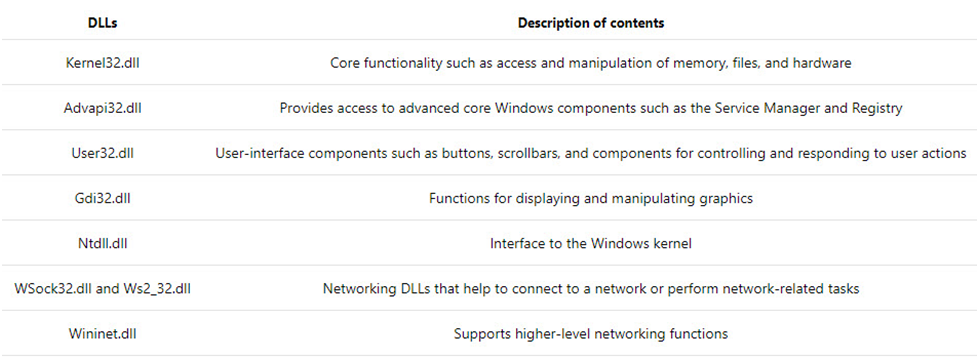 DLLs Description of contents
Kernel32.dll Core functionality such as access and manipulation of memory, files, and hardware
Advapi32.dll Provides access to advanced core Windows components such as the Service Manager and Registry
User32.dll User-interface components such as buttons, scrollbars, and components for controlling and responding to user actions
Gdi32.dll Functions for displaying and manipulating graphics
Ntdll.dll Interface to the Windows kernel
WSock32.dll and Ws2_32.dll Networking DLLs that help to connect to a network or perform network-related tasks
Wininet.dll Supports higher-level networking functions